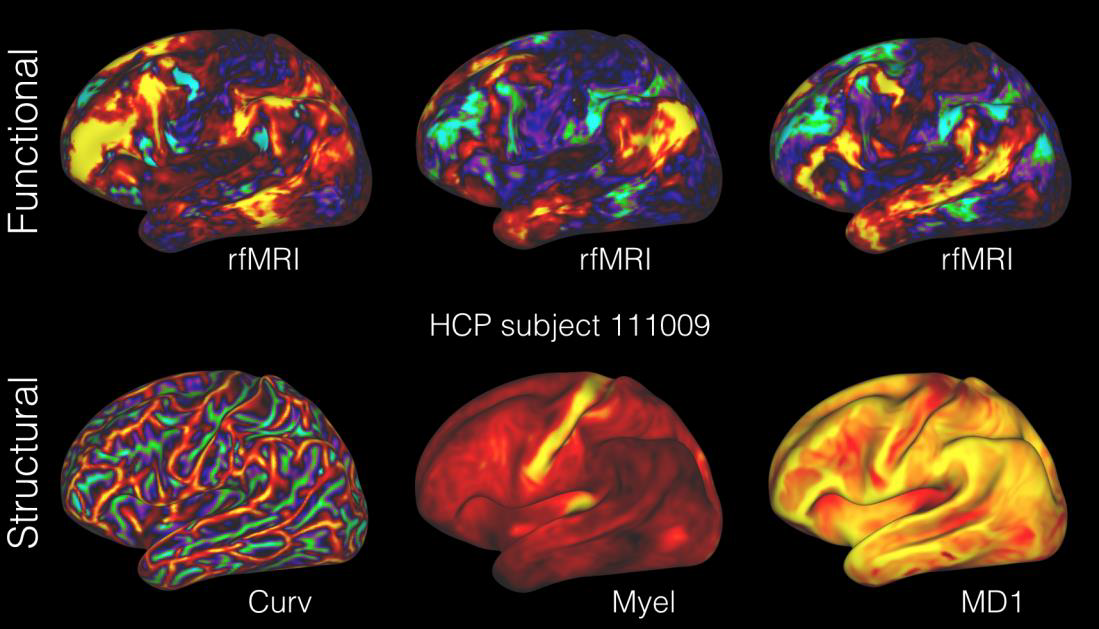 Functional
rfMRI
rfMRI
rfMRI
HCP subject 111009
Structural
Curv
Myel
MD1